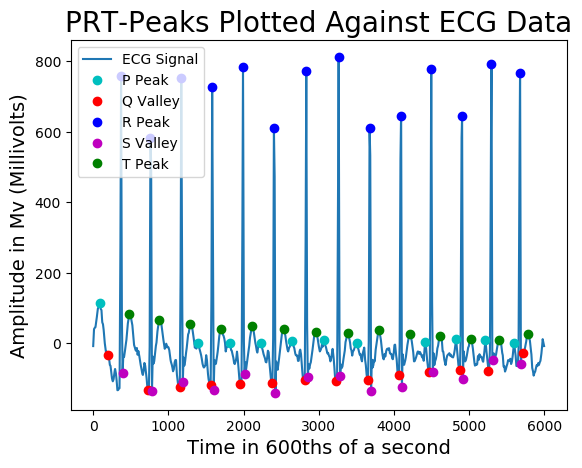 PRT-Peaks Plotted Against ECG Data
Amplitude in Mv (Millivolts)
800
600
400
200
0
ECG Signal
P Peak
Q Valley
R Peak
S Valley
T Peak
0 1000 2000 3000 4000 5000 6000
Time in 600ths of a second